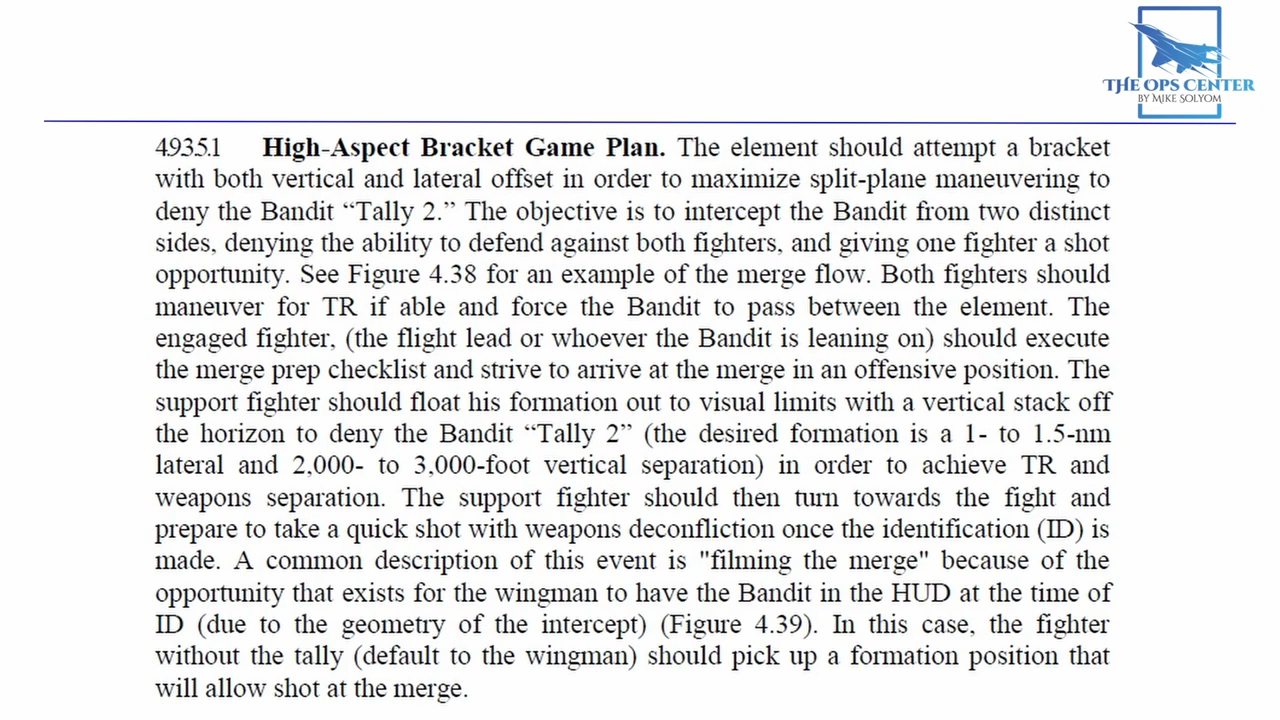 THE OPS CENTER
BY MIKE SOLYOM
4.9.3.5.1 High-Aspect Bracket Game Plan. The element should attempt a bracket
with both vertical and lateral offset in order to maximize split-plane maneuvering to
deny the Bandit “Tally 2.” The objective is to intercept the Bandit from two distinct
sides, denying the ability to defend against both fighters, and giving one fighter a shot
opportunity. See Figure 4.38 for an example of the merge flow. Both fighters should
maneuver for TR if able and force the Bandit to pass between the element. The
engaged fighter, (the flight lead or whoever the Bandit is leaning on) should execute
the merge prep checklist and strive to arrive at the merge in an offensive position. The
support fighter should float his formation out to visual limits with a vertical stack off
the horizon to deny the Bandit “Tally 2” (the desired formation is a 1- to 1.5-nm
lateral and 2,000- to 3,000-foot vertical separation) in order to achieve TR and
weapons separation. The support fighter should then turn towards the fight and
prepare to take a quick shot with weapons deconfliction once the identification (ID) is
made. A common description of this event is "filming the merge" because of the
opportunity that exists for the wingman to have the Bandit in the HUD at the time of
ID (due to the geometry of the intercept) (Figure 4.39). In this case, the fighter
without the tally (default to the wingman) should pick up a formation position that
will allow shot at the merge.